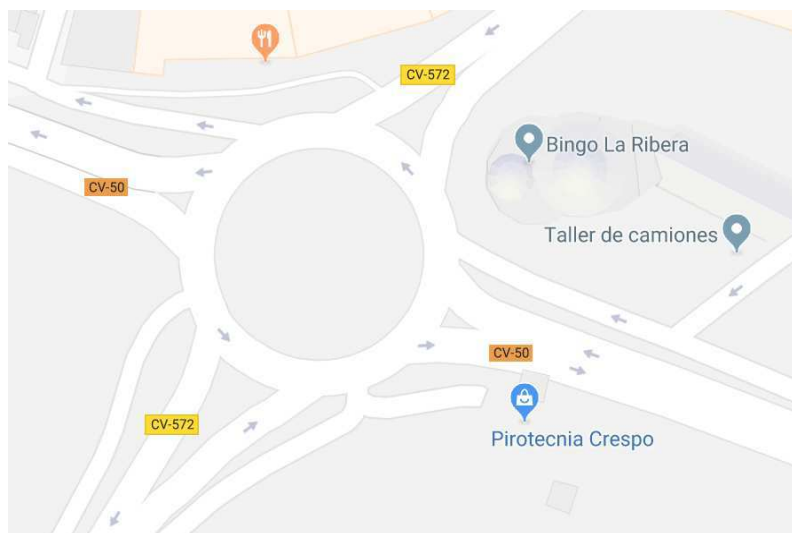 CV-572
Bingo La Ribera
CV-50
Taller de camiones
CV-50
CV-572
Pirotecnia Crespo